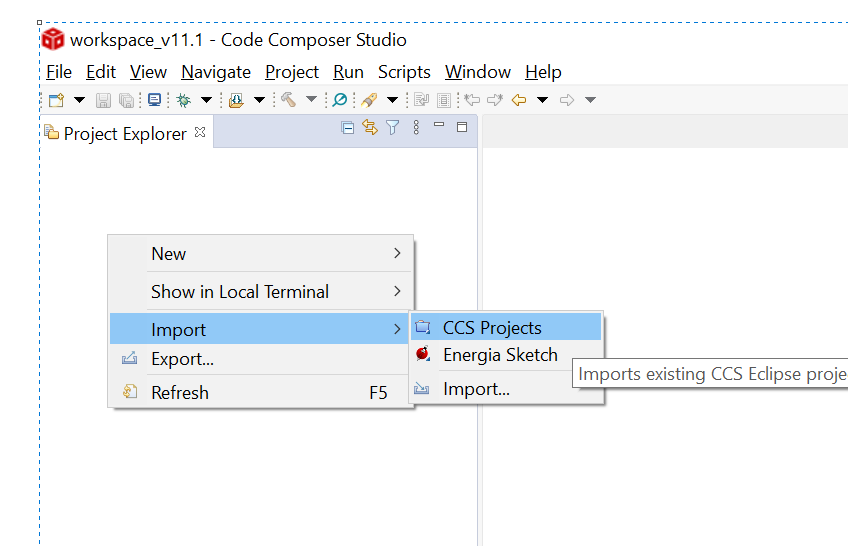 workspace_v11.1 - Code Composer Studio
File Edit View Navigate Project Run Scripts Window Help
Project Explorer
New
Show in Local Terminal
Import
CCS Projects
Energia Sketch
Export...
Imports existing CCS Eclipse proje
Import...
Refresh F5